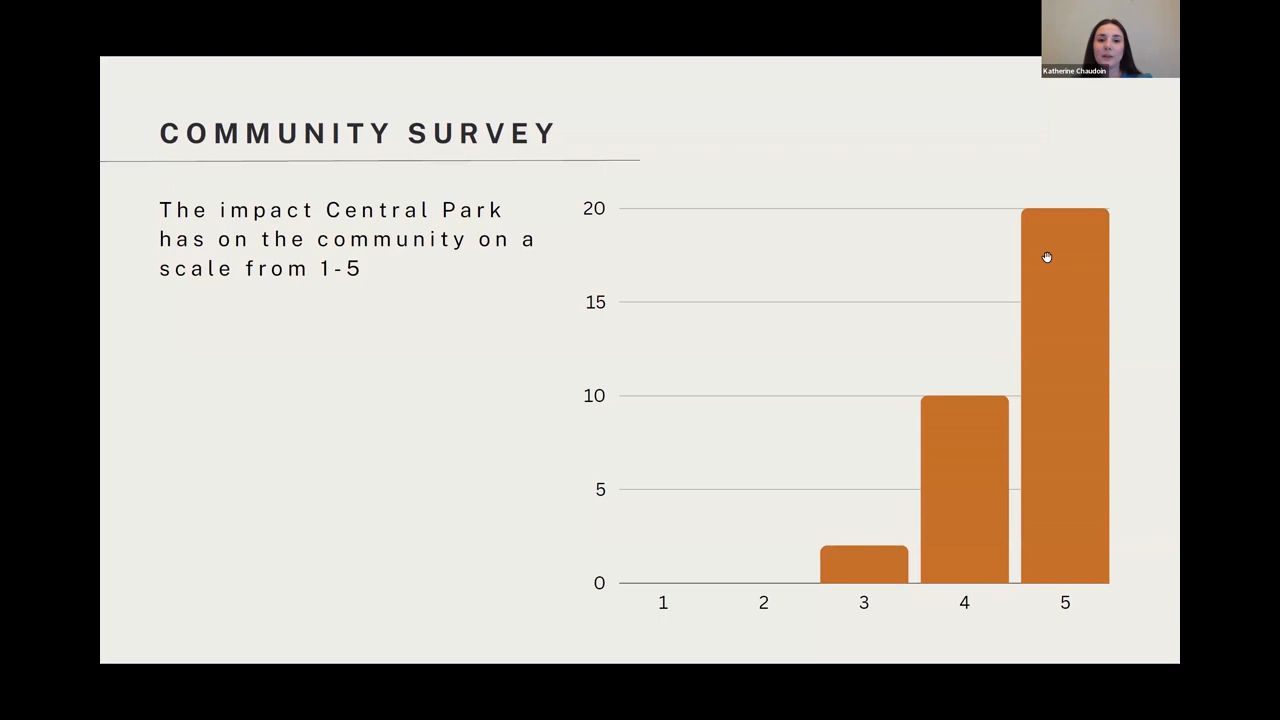 Katherine Chaudoin
COMMUNITY SURVEY
The impact Central Park
has on the community on a
scale from 1-5
20
15
10
5
0
1 2 3 4 5